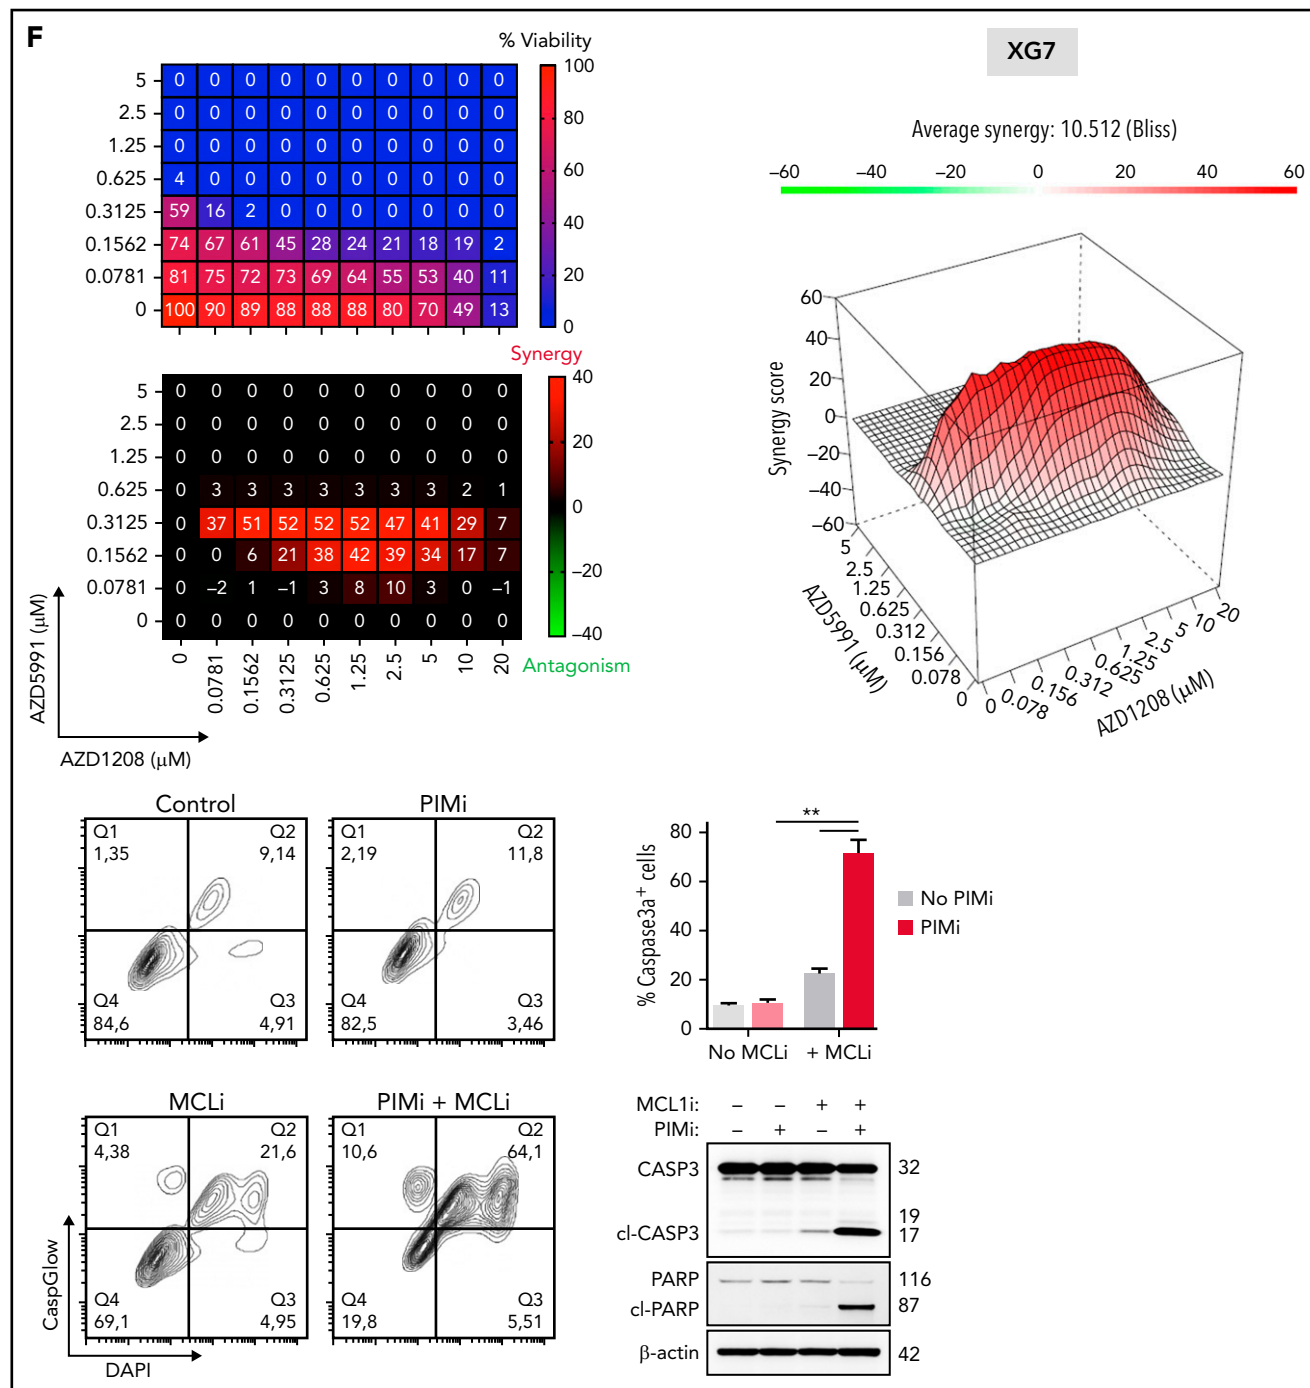 F
% Viability
5 0 0 0 0 0 0 0 0 0 0
2.5 0 0 0 0 0 0 0 0 0 0
1.25 0 0 0 0 0 0 0 0 0 0
0.625 4 0 0 0 0 0 0 0 0 0
0.3125 59 16 2 0 0 0 0 0 0 0
0.1562 74 67 61 45 28 24 21 18 19 2
0.0781 81 75 72 73 69 64 55 53 40 11
0 100 90 89 88 88 88 80 70 49 13
100
80
60
40
20
0
Synergy
5 0 0 0 0 0 0 0 0 0 0
2.5 0 0 0 0 0 0 0 0 0 0
1.25 0 0 0 0 0 0 0 0 0 0
0.625 0 3 3 3 3 3 3 3 2 1
0.3125 0 37 51 52 52 52 47 41 29 7
0.1562 0 0 6 21 38 42 39 34 17 7
0.0781 0 −2 1 −1 3 8 10 3 0 −1
0 0 0 0 0 0 0 0 0 0 0
40
20
0
−20
−40
Antagonism
0 0.0781 0.1562 0.3125 0.625 1.25 2.5 5 10 20
AZD5991 (μM)
AZD1208 (μM)
XG7
Average synergy: 10.512 (Bliss)
−60 −20 0 20 40 60
Synergy score
60
40
20
0
−20
−40
−60
5
2.5
1.25
0.625
0.312
0.156
0.078
0
AZD5991 (μM)
0 0.078 0.156 0.312 0.625 1.25 2.5 5 10 20
AZD1208 (μM)
Control
Q1
1,35
Q2
9,14
Q4
84,6
Q3
4,91
PIMi
Q1
2,19
Q2
11,8
Q4
82,5
Q3
3,46
MCLi
Q1
4,38
Q2
21,6
Q4
69,1
Q3
4,95
PIMi + MCLi
Q1
10,6
Q2
64,1
Q4
19,8
Q3
5,51
CaspGlow
DAPI
% Caspase3a⁺ cells
80
60
40
20
0
**
No MCLi + MCLi
No PIMi
PIMi
MCL1i: − − + +
PIMi: − + − +
CASP3 32
19
cl-CASP3 17
PARP 116
cl-PARP 87
β-actin 42